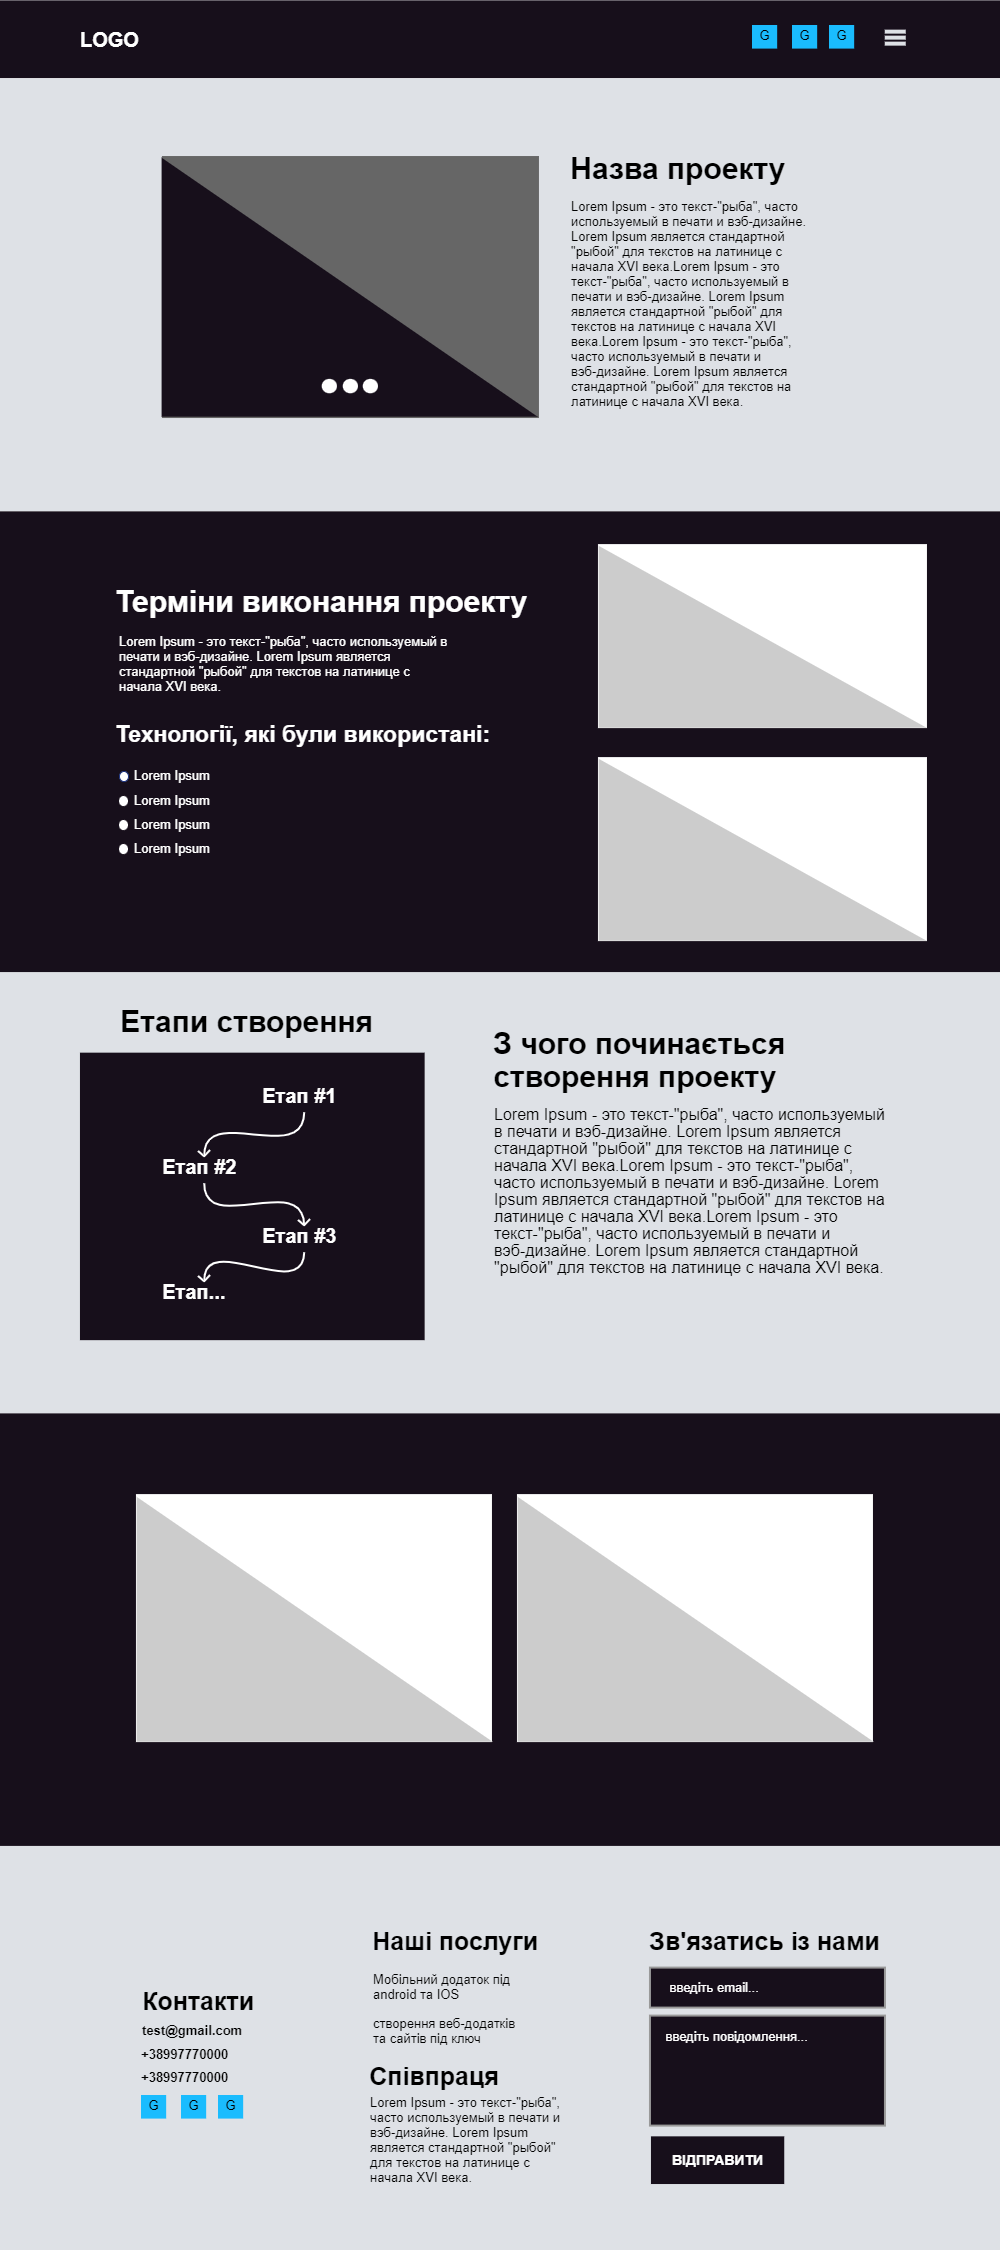 LOGO
G G G
Назва проекту
Lorem Ipsum - это текст-"рыба", часто
используемый в печати и вэб-дизайне.
Lorem Ipsum является стандартной
"рыбой" для текстов на латинице с
начала XVI века.Lorem Ipsum - это
текст-"рыба", часто используемый в
печати и вэб-дизайне. Lorem Ipsum
является стандартной "рыбой" для
текстов на латинице с начала XVI
века.Lorem Ipsum - это текст-"рыба",
часто используемый в печати и
вэб-дизайне. Lorem Ipsum является
стандартной "рыбой" для текстов на
латинице с начала XVI века.
Терміни виконання проекту
Lorem Ipsum - это текст-"рыба", часто используемый в
печати и вэб-дизайне. Lorem Ipsum является
стандартной "рыбой" для текстов на латинице с
начала XVI века.
Технології, які були використані:
Lorem Ipsum
Lorem Ipsum
Lorem Ipsum
Lorem Ipsum
Етапи створення
Етап #1
Етап #2
Етап #3
Етап...
З чого починається
створення проекту
Lorem Ipsum - это текст-"рыба", часто используемый
в печати и вэб-дизайне. Lorem Ipsum является
стандартной "рыбой" для текстов на латинице с
начала XVI века.Lorem Ipsum - это текст-"рыба",
часто используемый в печати и вэб-дизайне. Lorem
Ipsum является стандартной "рыбой" для текстов на
латинице с начала XVI века.Lorem Ipsum - это
текст-"рыба", часто используемый в печати и
вэб-дизайне. Lorem Ipsum является стандартной
"рыбой" для текстов на латинице с начала XVI века.
Контакти
test@gmail.com
+38997770000
+38997770000
G G G
Наші послуги
Мобільний додаток під
android та IOS
створення веб-додатків
та сайтів під ключ
Співпраця
Lorem Ipsum - это текст-"рыба",
часто используемый в печати и
вэб-дизайне. Lorem Ipsum
является стандартной "рыбой"
для текстов на латинице с
начала XVI века.
Зв'язатись із нами
введіть email...
введіть повідомлення...
ВІДПРАВИТИ